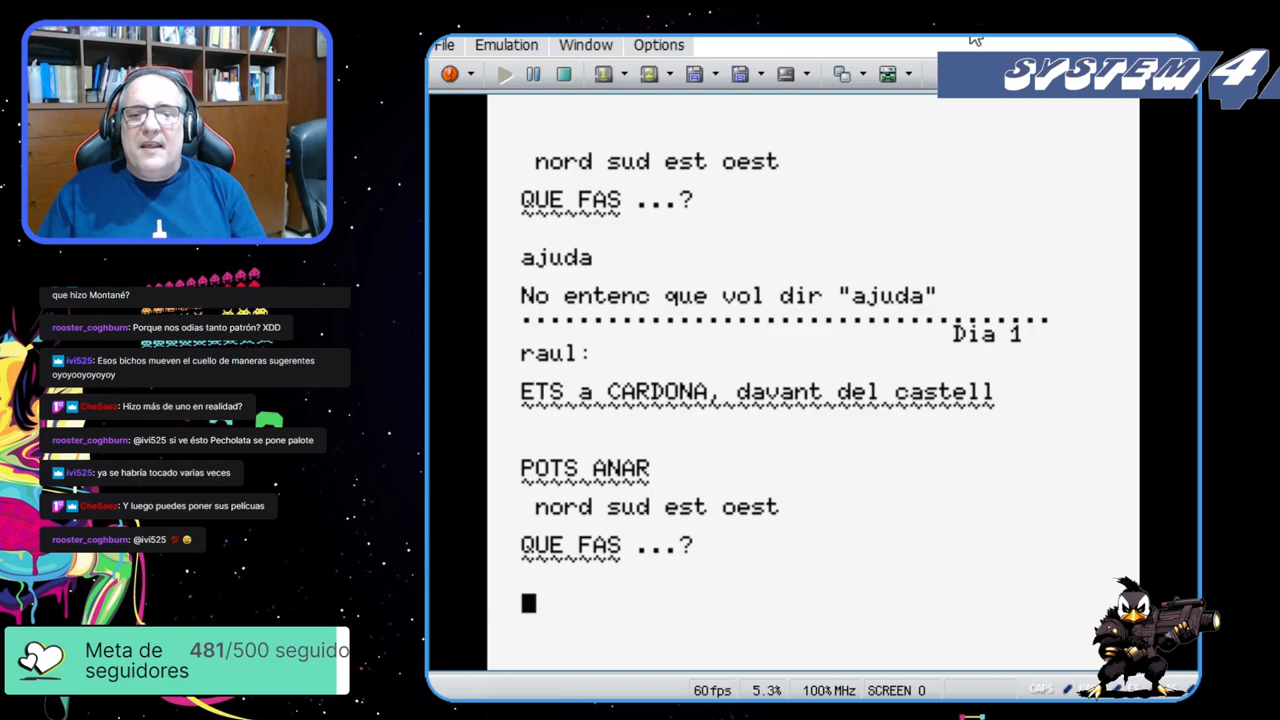 que hizo Montané?
rooster_coghburn: Porque nos odias tanto patrón? XDD
ivi525: Esos bichos mueven el cuello de maneras sugerentes
oyoyooyoyoyoy
CheSaez: Hizo más de uno en realidad?
rooster_coghburn: @ivi525 si ve ésto Pecholata se pone palote
ivi525: ya se habría tocado varias veces
CheSaez: Y luego puedes poner sus pelícuas
rooster_coghburn: @ivi525 💯 😅
Meta de
seguidores
481/500 seguido
File Emulation Window Options
SYSTEM 4
nord sud est oest
QUE FAS ...?
ajuda
No entenc que vol dir "ajuda"
Dia 1
raul:
ETS a CARDONA, davant del castell
POTS ANAR
nord sud est oest
QUE FAS ...?
60fps 5.3% 100%MHz SCREEN 0
CAPS